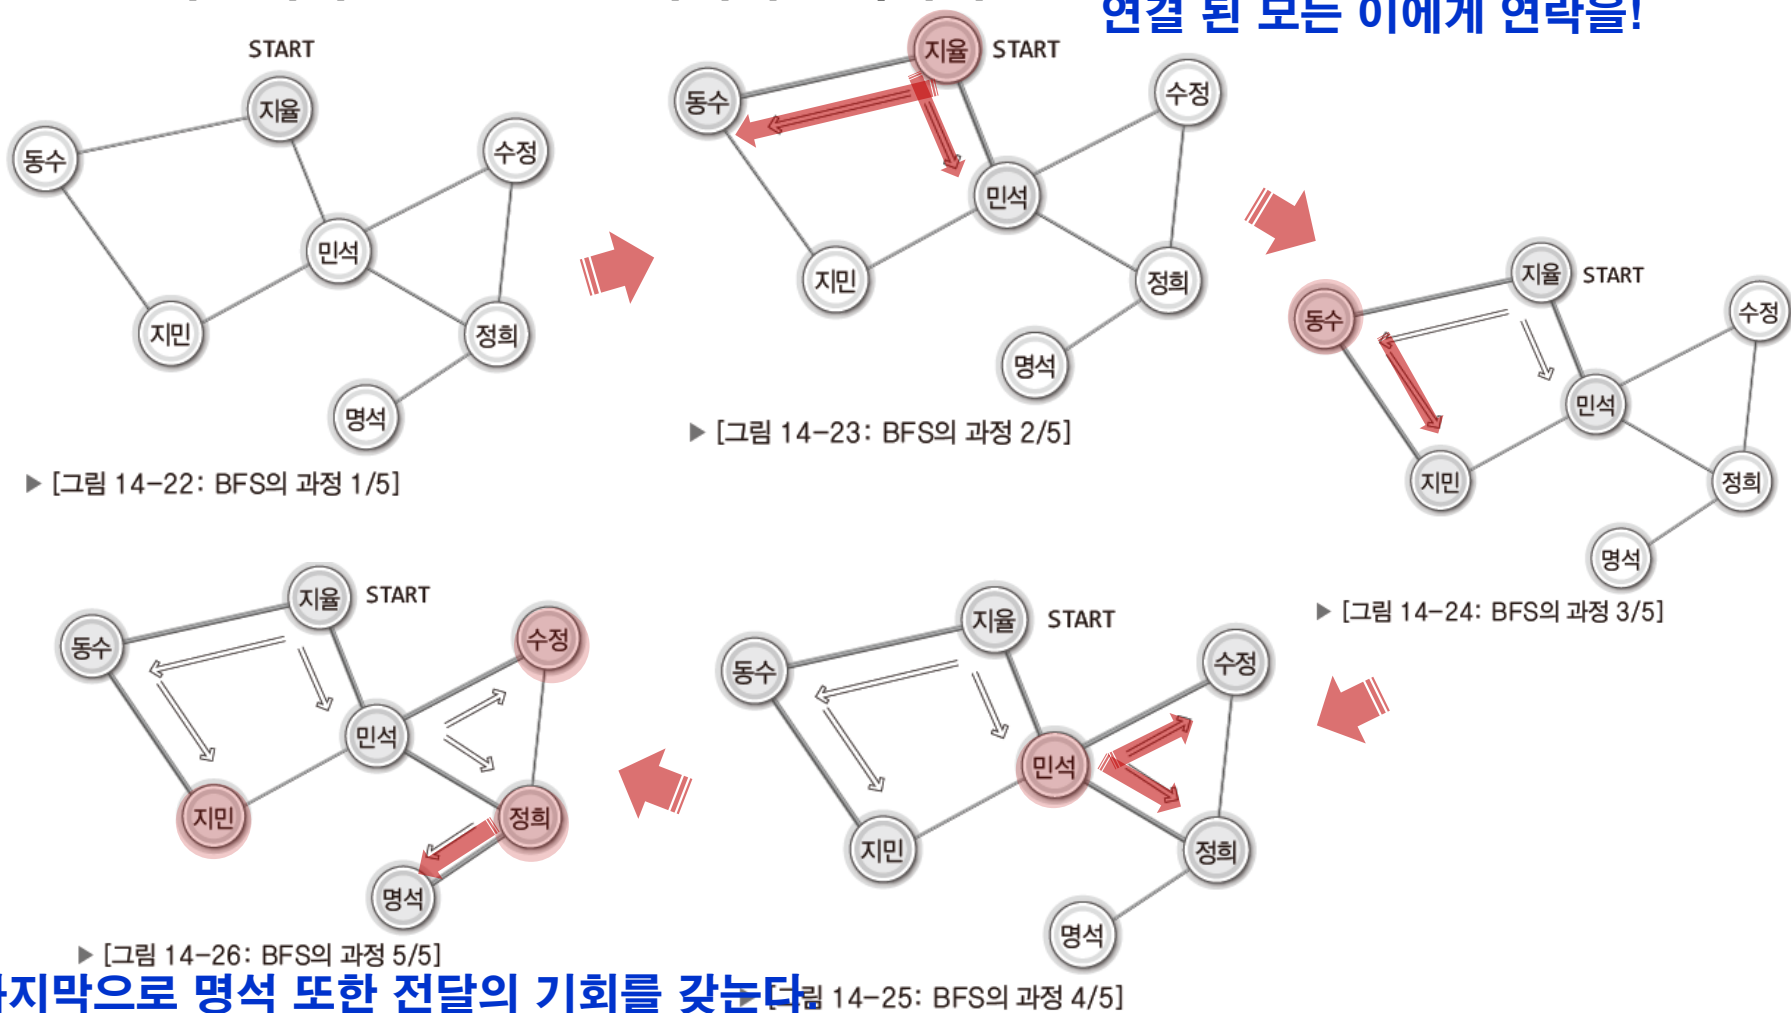 연결 된 모든 이에게 연락을!
START
지율
동수
수정
민석
지민
정희
명석
▶ [그림 14-22: BFS의 과정 1/5]
지율 START
동수
수정
민석
지민
정희
명석
▶ [그림 14-23: BFS의 과정 2/5]
지율 START
동수
수정
민석
지민
정희
명석
▶ [그림 14-24: BFS의 과정 3/5]
지율 START
동수
수정
민석
지민
정희
명석
▶ [그림 14-26: BFS의 과정 5/5]
지율 START
동수
수정
민석
지민
정희
명석
[그림 14-25: BFS의 과정 4/5]
마지막으로 명석 또한 전달의 기회를 갖는다.